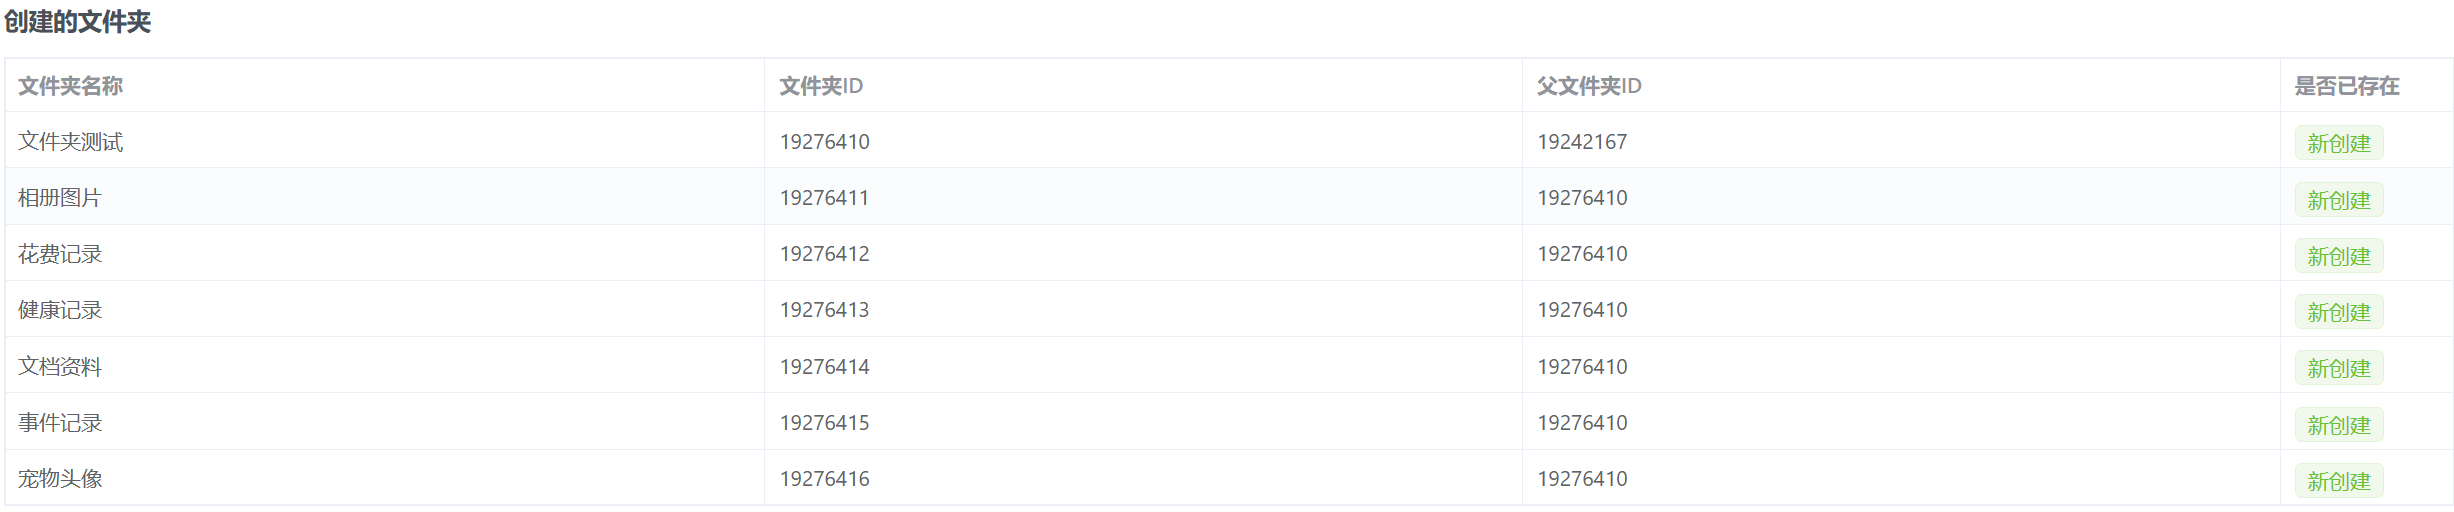 创建的文件夹
文件夹名称 文件夹ID 父文件夹ID 是否已存在
文件夹测试 19276410 19242167 新创建
相册图片 19276411 19276410 新创建
花费记录 19276412 19276410 新创建
健康记录 19276413 19276410 新创建
文档资料 19276414 19276410 新创建
事件记录 19276415 19276410 新创建
宠物头像 19276416 19276410 新创建